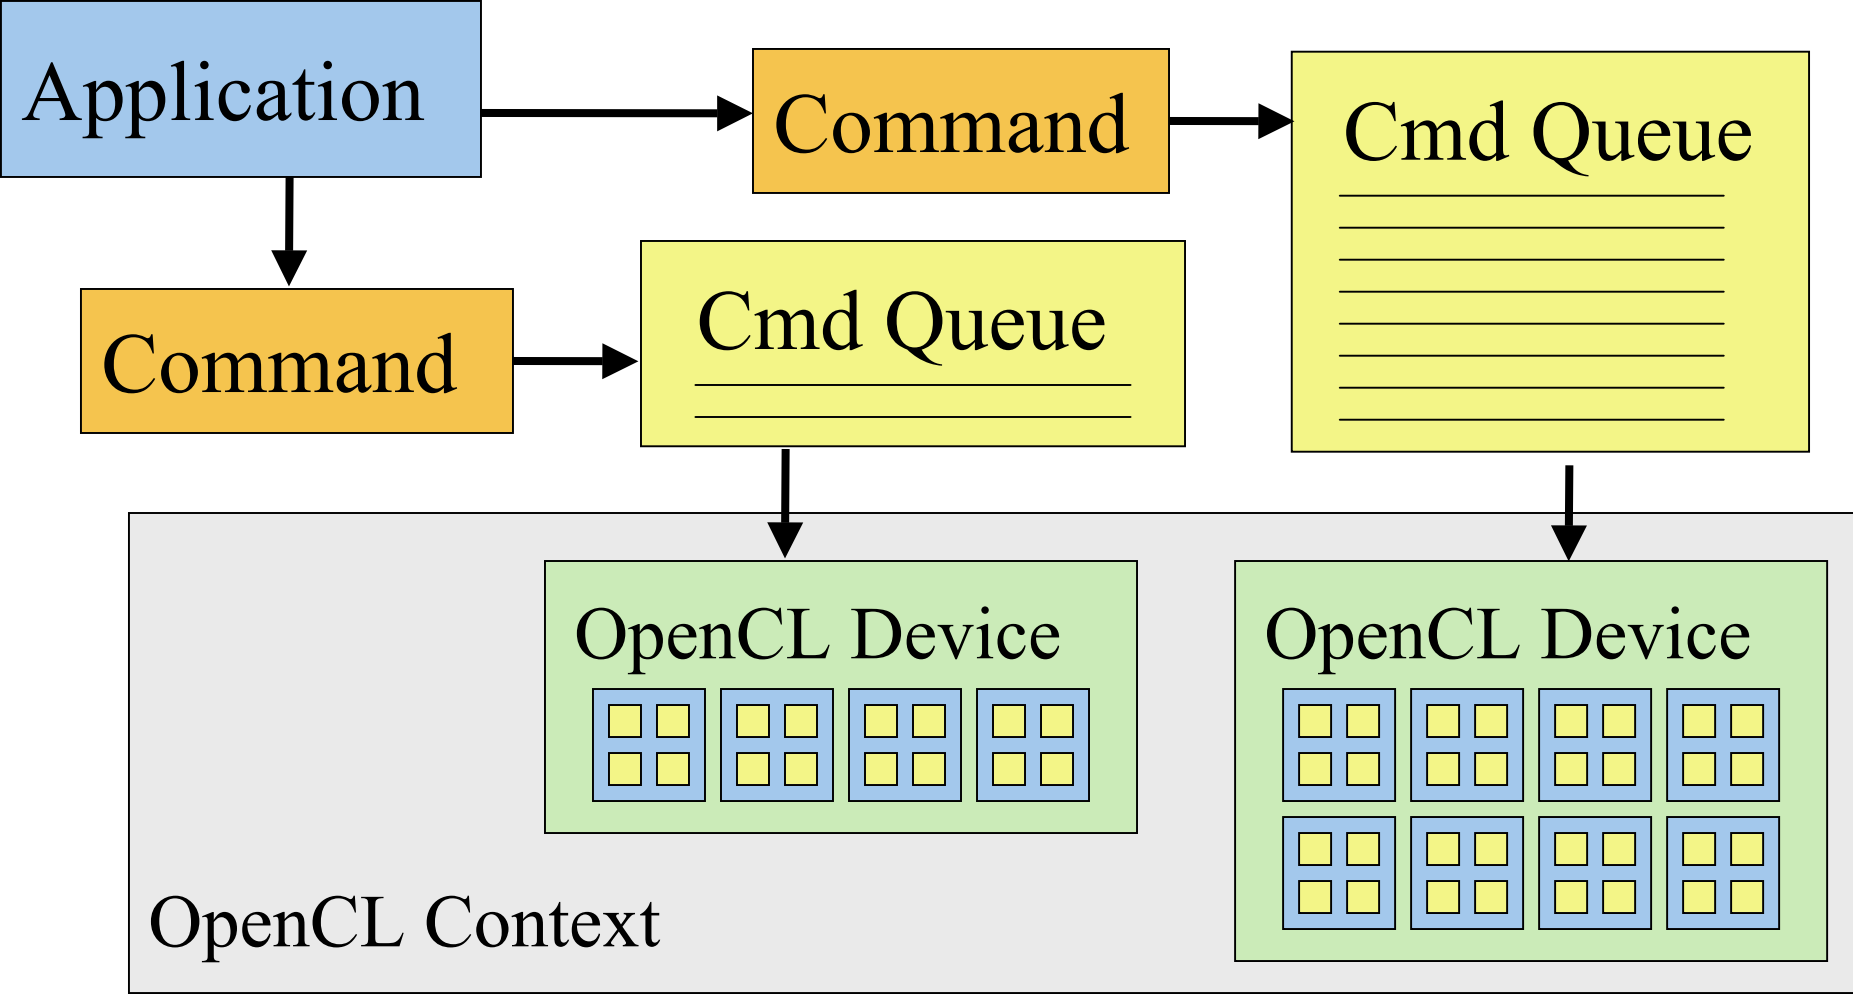 Application
Command
Cmd Queue
Command
Cmd Queue
OpenCL Device
OpenCL Device
OpenCL Context